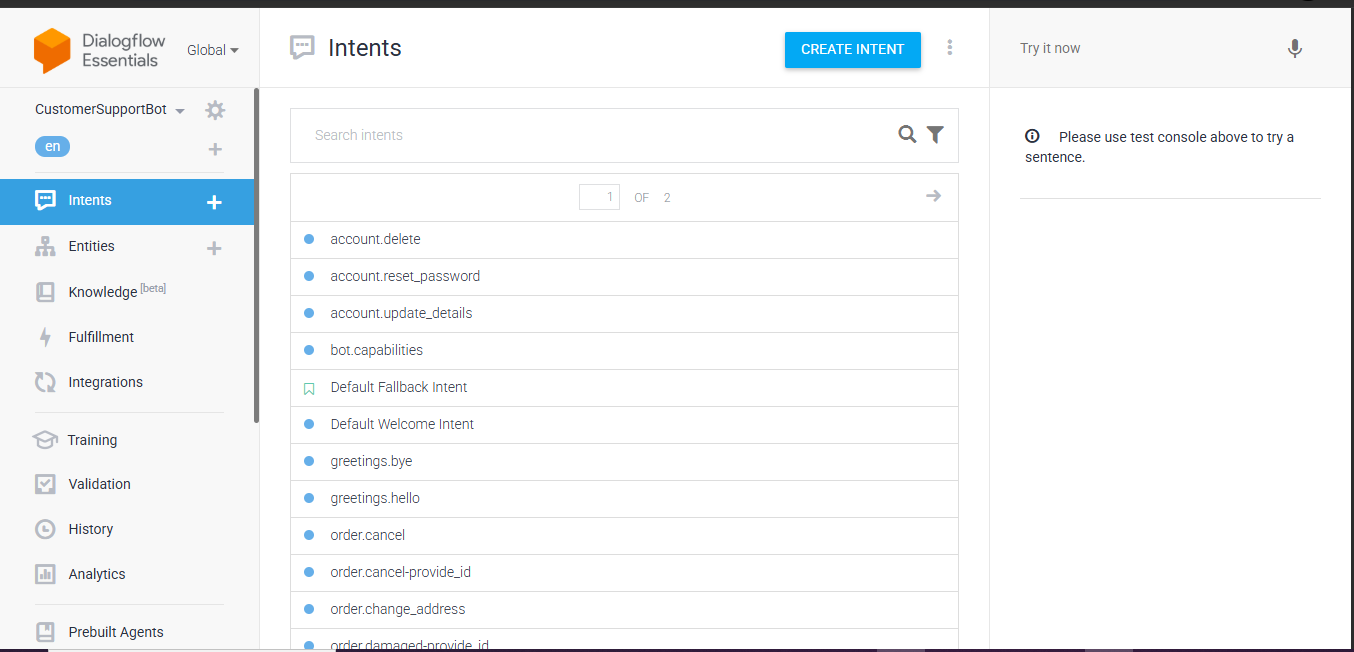 Dialogflow
Essentials
Global
CustomerSupportBot
en
Intents
Entities
Knowledge [beta]
Fulfillment
Integrations
Training
Validation
History
Analytics
Prebuilt Agents
Intents
CREATE INTENT
Search intents
1 OF 2
account.delete
account.reset_password
account.update_details
bot.capabilities
Default Fallback Intent
Default Welcome Intent
greetings.bye
greetings.hello
order.cancel
order.cancel-provide_id
order.change_address
order.damaged-provide_id
Try it now
Please use test console above to try a
sentence.